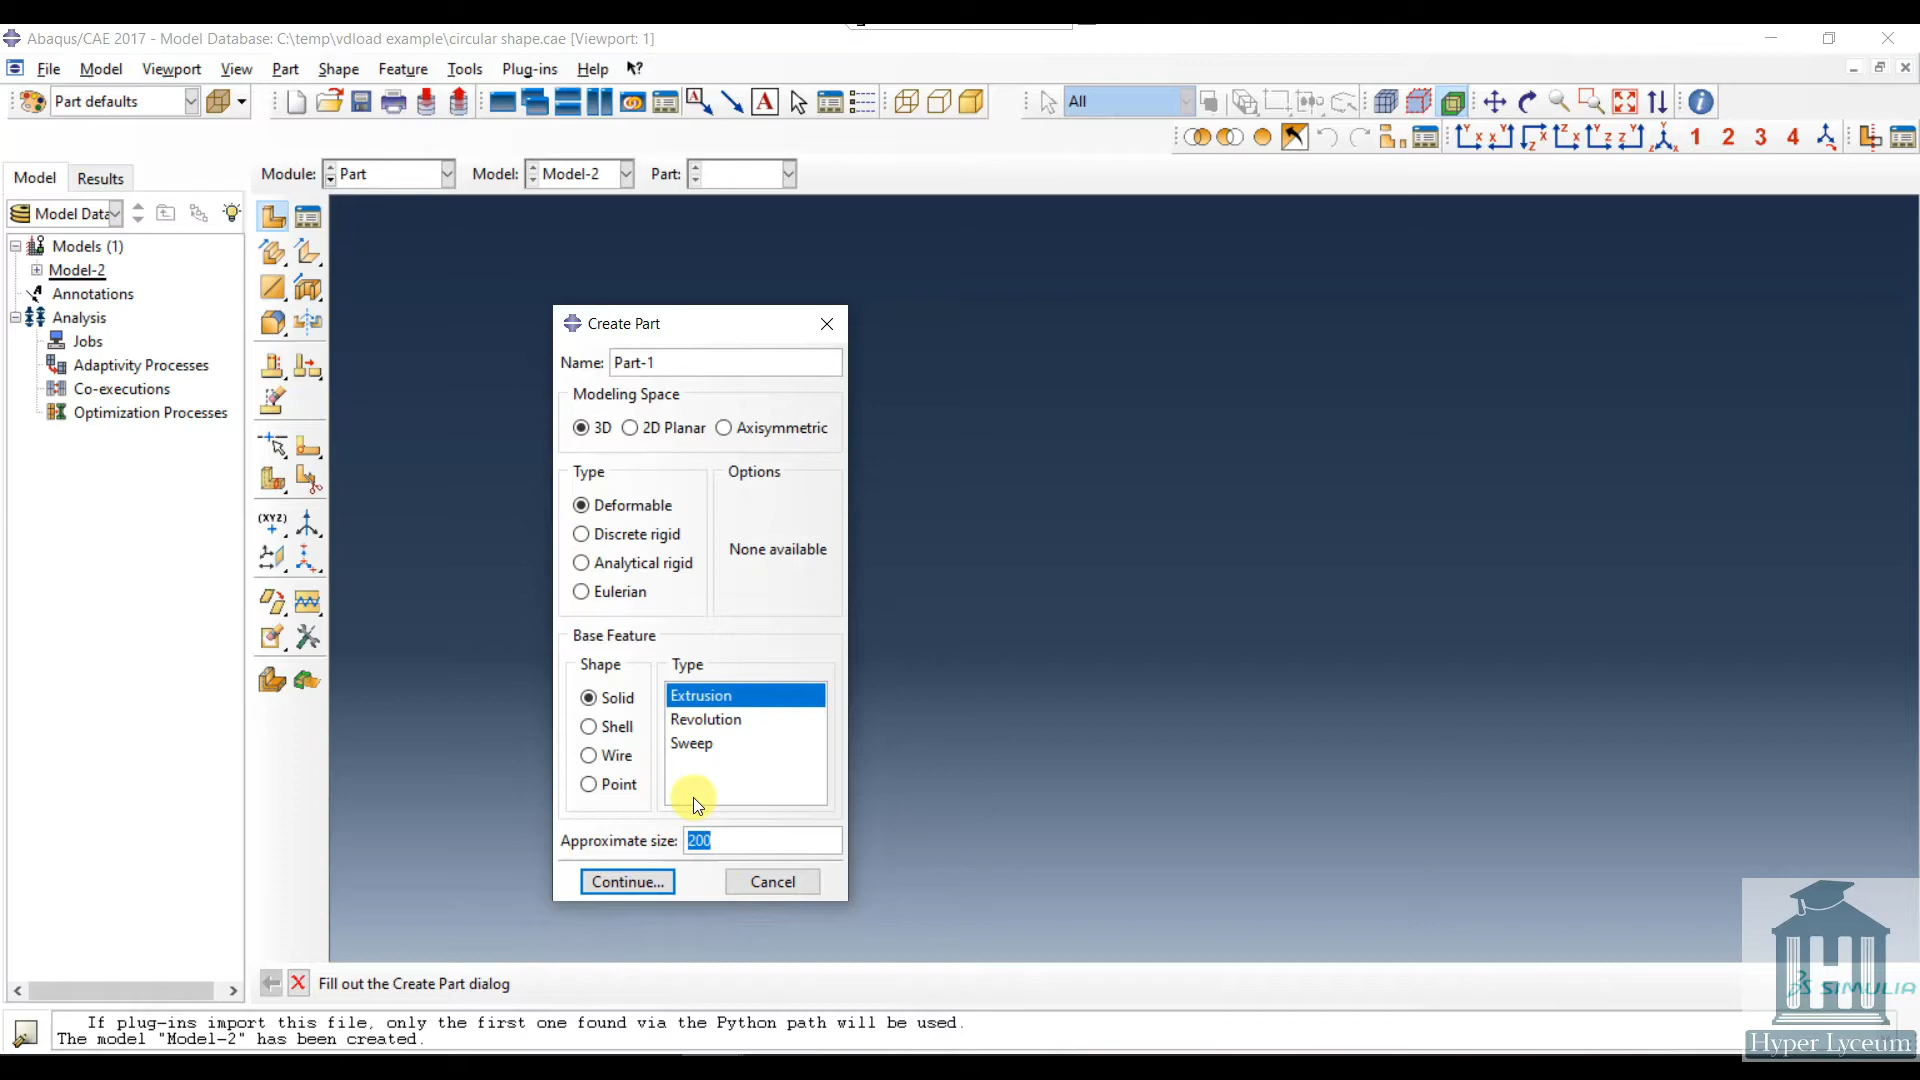 Abaqus/CAE 2017 - Model Database: C:\temp\vdload example\circular shape.cae [Viewport: 1]
File Model Viewport View Part Shape Feature Tools Plug-ins Help
Part defaults
All
1 2 3 4
Model Results
Module: Part Model: Model-2 Part:
Model Data
Models (1)
Model-2
Annotations
Analysis
Jobs
Adaptivity Processes
Co-executions
Optimization Processes
(XYZ)
Create Part
Name: Part-1
Modeling Space
3D 2D Planar Axisymmetric
Type
Options
Deformable
Discrete rigid
Analytical rigid
Eulerian
None available
Base Feature
Shape
Type
Solid
Shell
Wire
Point
Extrusion
Revolution
Sweep
Approximate size: 200
Continue... Cancel
Fill out the Create Part dialog
If plug-ins import this file, only the first one found via the Python path will be used.
The model "Model-2" has been created.
SIMULIA
Hyper Lyceum